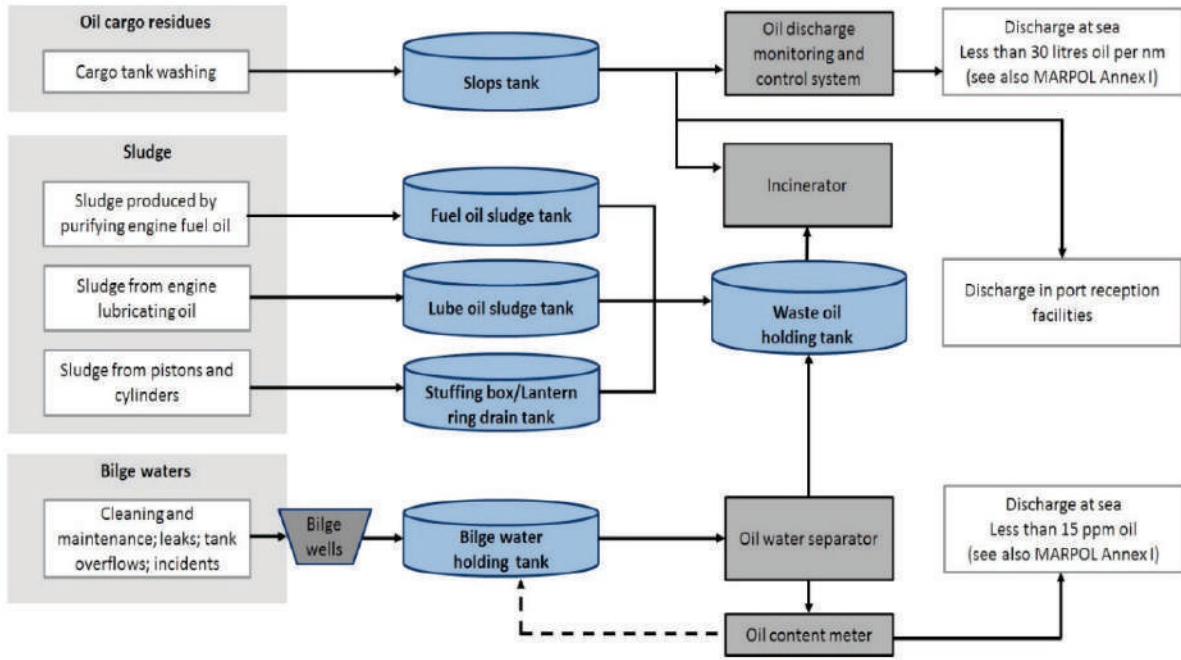 Oil cargo residues
Cargo tank washing
Slops tank
Oil discharge
monitoring and
control system
Discharge at sea
Less than 30 litres oil per nm
(see also MARPOL Annex I)
Sludge
Sludge produced by
purifying engine fuel oil
Fuel oil sludge tank
Incinerator
Sludge from engine
lubricating oil
Lube oil sludge tank
Waste oil
holding tank
Discharge in port reception
facilities
Sludge from pistons and
cylinders
Stuffing box/Lantern
ring drain tank
Bilge waters
Cleaning and
maintenance; leaks; tank
overflows; incidents
Bilge
wells
Bilge water
holding tank
Oil water separator
Discharge at sea
Less than 15 ppm oil
(see also MARPOL Annex I)
Oil content meter